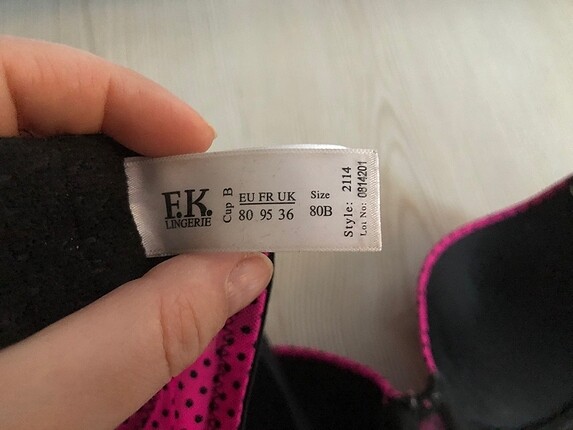 F.K.
LINGERIE
Cup B
EU FR UK
80 95 36
Size
80B
Style: 2114
Lot No: 0814201